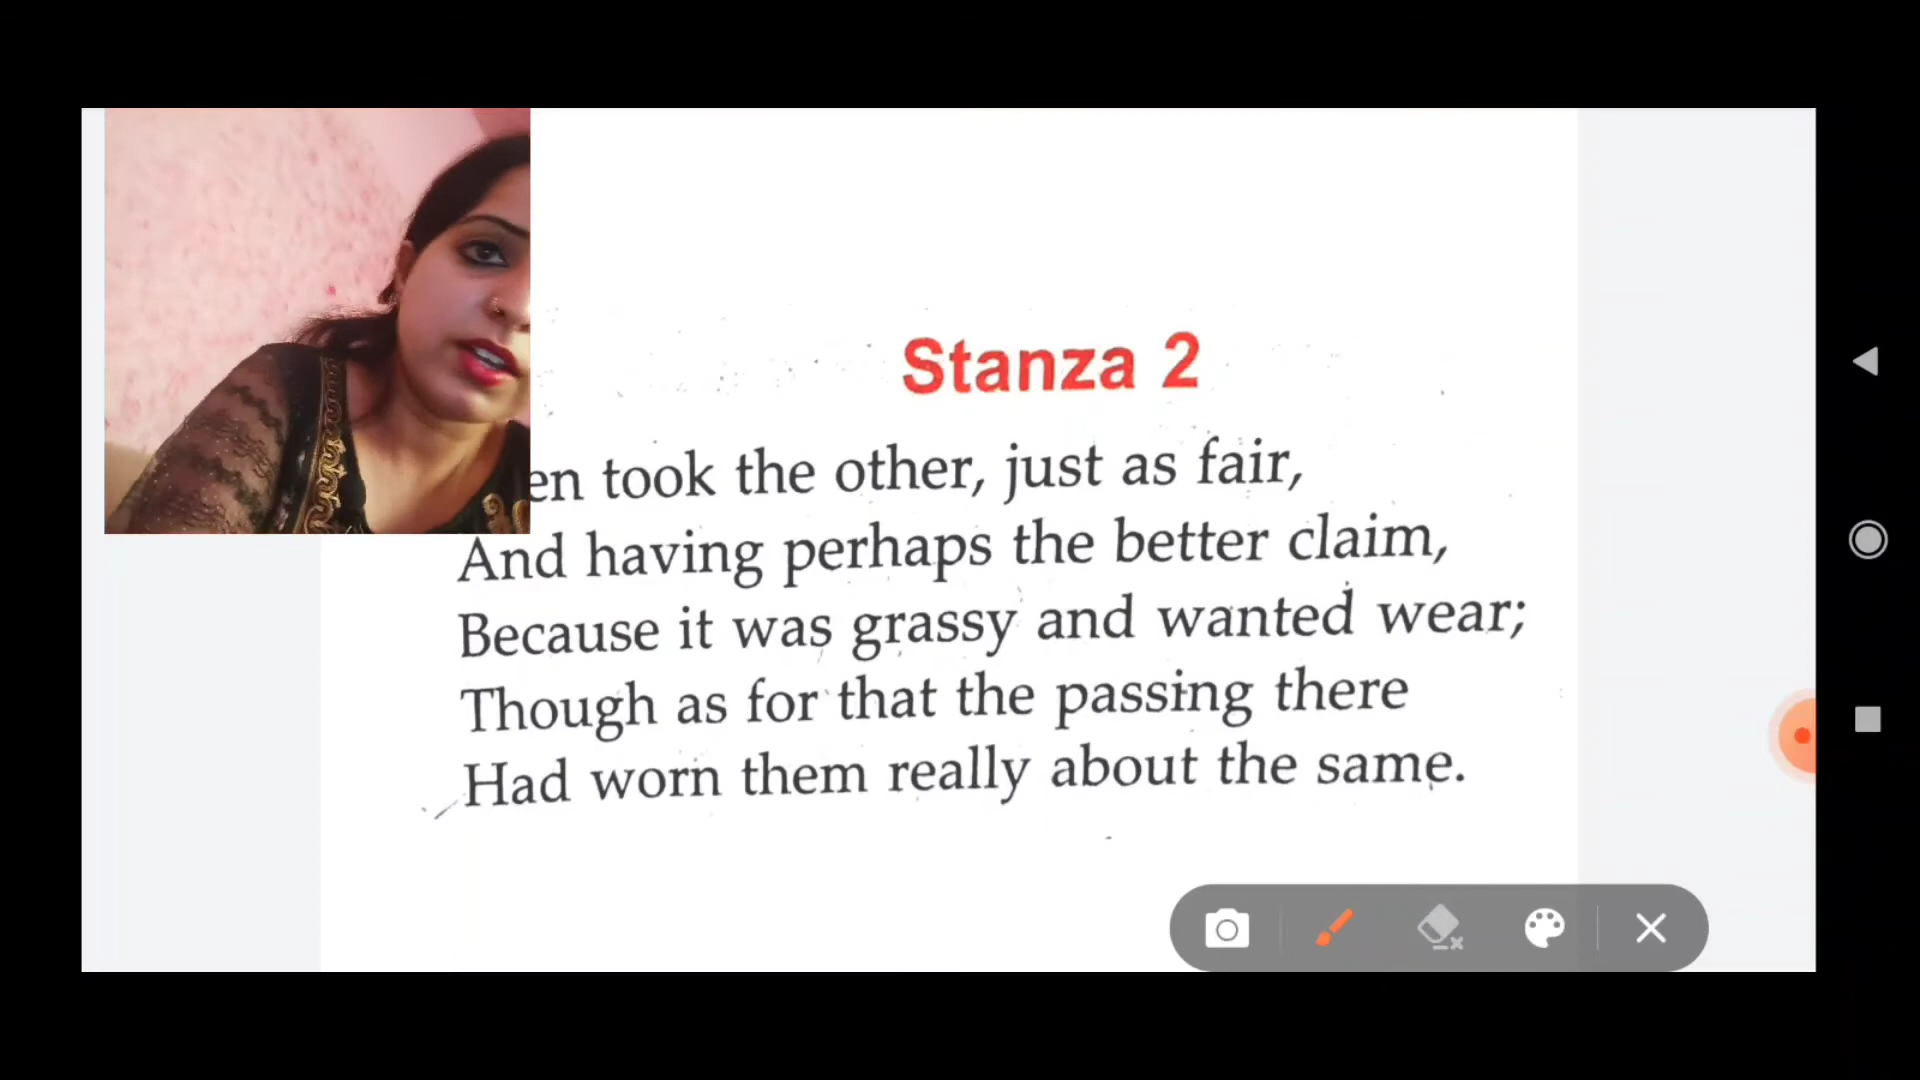 Stanza 2
en took the other, just as fair,
And having perhaps the better claim,
Because it was grassy and wanted wear;
Though as for that the passing there
Had worn them really about the same.